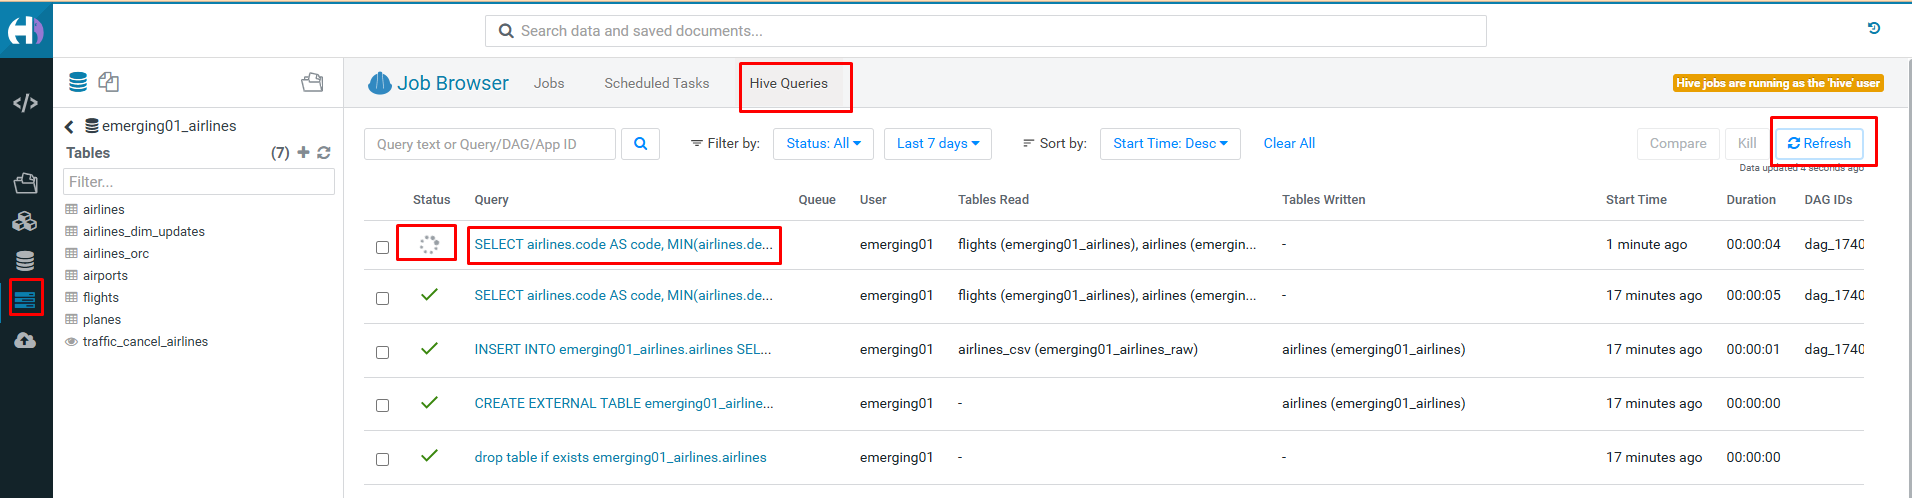 Search data and saved documents...
Job Browser
Jobs
Scheduled Tasks
Hive Queries
Hive jobs are running as the 'hive' user
emerging01_airlines
Tables
(7)
Filter...
airlines
airlines_dim_updates
airlines_orc
airports
flights
planes
traffic_cancel_airlines
Query text or Query/DAG/App ID
Filter by:
Status: All
Last 7 days
Sort by:
Start Time: Desc
Clear All
Compare
Kill
Refresh
Data updated 4 seconds ago
Status Query Queue User Tables Read Tables Written Start Time Duration DAG IDs
SELECT airlines.code AS code, MIN(airlines.de... emerging01 flights (emerging01_airlines), airlines (emergin... - 1 minute ago 00:00:04 dag_1740
SELECT airlines.code AS code, MIN(airlines.de... emerging01 flights (emerging01_airlines), airlines (emergin... - 17 minutes ago 00:00:05 dag_1740
INSERT INTO emerging01_airlines.airlines SEL... emerging01 airlines_csv (emerging01_airlines_raw) airlines (emerging01_airlines) 17 minutes ago 00:00:01 dag_1740
CREATE EXTERNAL TABLE emerging01_airline... emerging01 - airlines (emerging01_airlines) 17 minutes ago 00:00:00
drop table if exists emerging01_airlines.airlines emerging01 - - 17 minutes ago 00:00:00